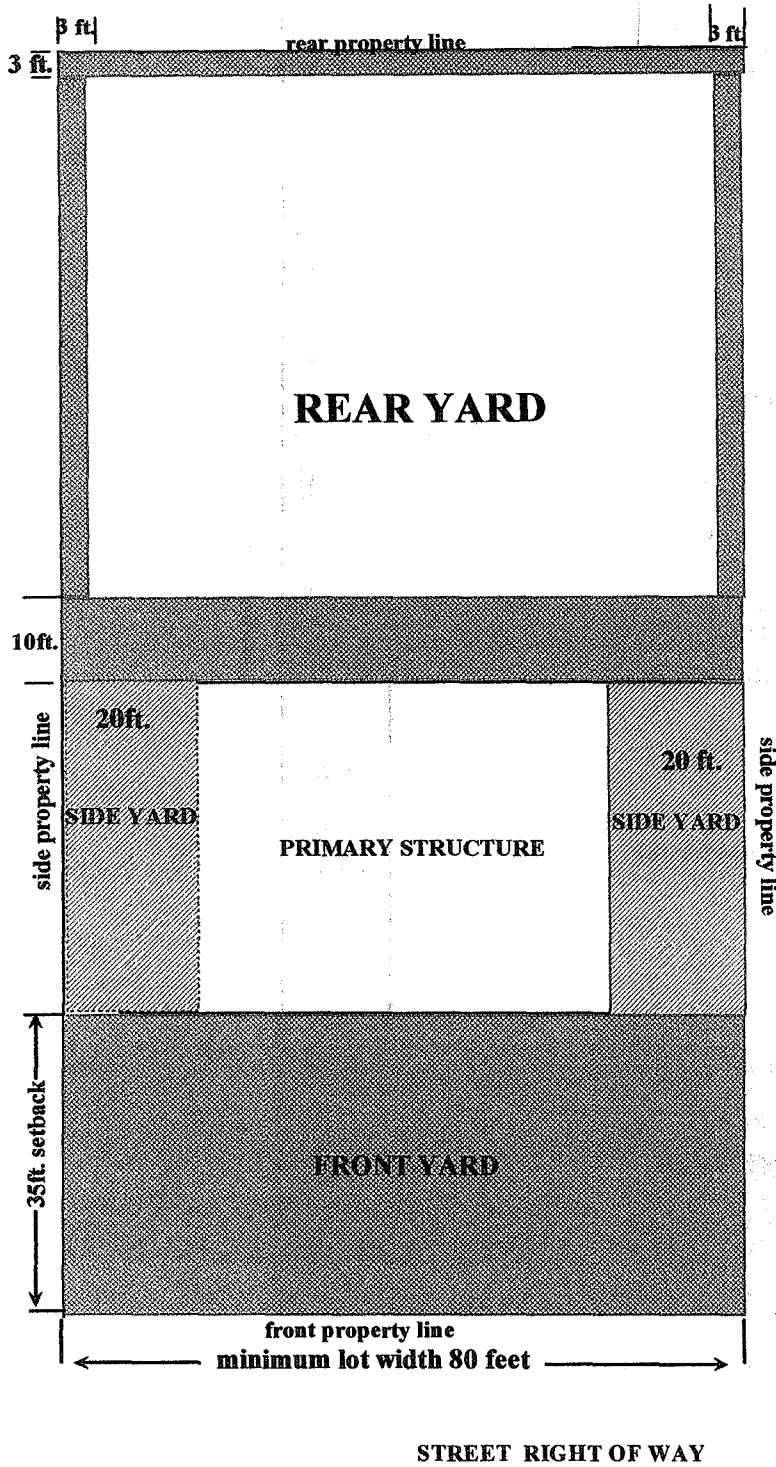 3 ft.
3 ft.
rear property line
3 ft.
REAR YARD
10ft.
20ft.
20 ft.
side property line
side property line
SIDE YARD
SIDE YARD
PRIMARY STRUCTURE
35ft. setback
FRONT YARD
front property line
minimum lot width 80 feet
STREET RIGHT OF WAY